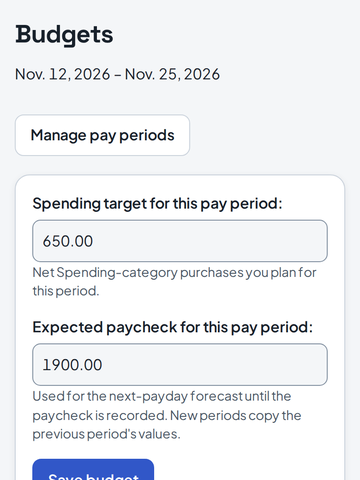 Budgets
Nov. 12, 2026 – Nov. 25, 2026
Manage pay periods
Spending target for this pay period:
650.00
Net Spending-category purchases you plan for
this period.
Expected paycheck for this pay period:
1900.00
Used for the next-payday forecast until the
paycheck is recorded. New periods copy the
previous period's values.
Save budget